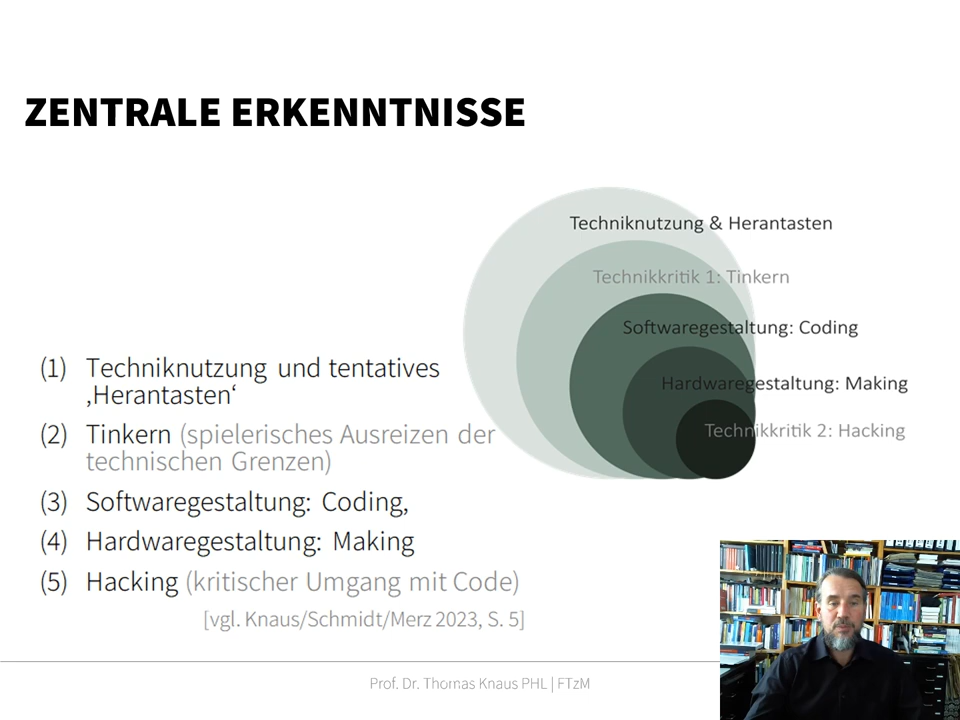 ZENTRALE ERKENNTNISSE
Techniknutzung & Herantasten
Technikkritik 1: Tinkern
Softwaregestaltung: Coding
Hardwaregestaltung: Making
Technikkritik 2: Hacking
(1) Techniknutzung und tentatives
‚Herantasten‘
(2) Tinkern (spielerisches Ausreizen der
technischen Grenzen)
(3) Softwaregestaltung: Coding,
(4) Hardwaregestaltung: Making
(5) Hacking (kritischer Umgang mit Code)
[vgl. Knaus/Schmidt/Merz 2023, S. 5]
Prof. Dr. Thomas Knaus PHL | FTzM